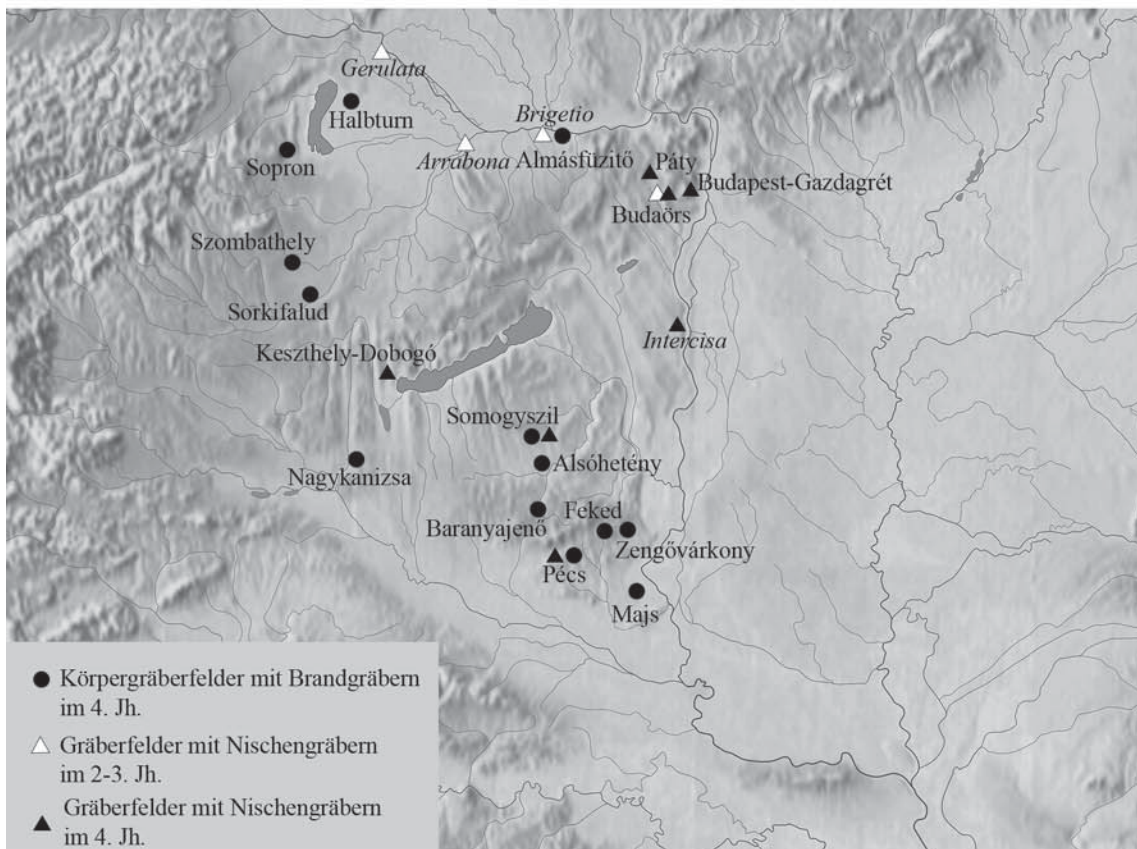 Gerulata
Halbturn
Brigetio
Sopron
Arrabona
Almásfüzitő
Páty
Budapest-Gazdagrét
Budaörs
Szombathely
Sorkifalud
Intercisa
Keszthely-Dobogó
Somogyszil
Alsóhetény
Nagykanizsa
Baranyajenő
Feked
Zengővárkony
Pécs
Majs
Körpergräberfelder mit Brandgräbern
im 4. Jh.
Gräberfelder mit Nischengräbern
im 2-3. Jh.
Gräberfelder mit Nischengräbern
im 4. Jh.